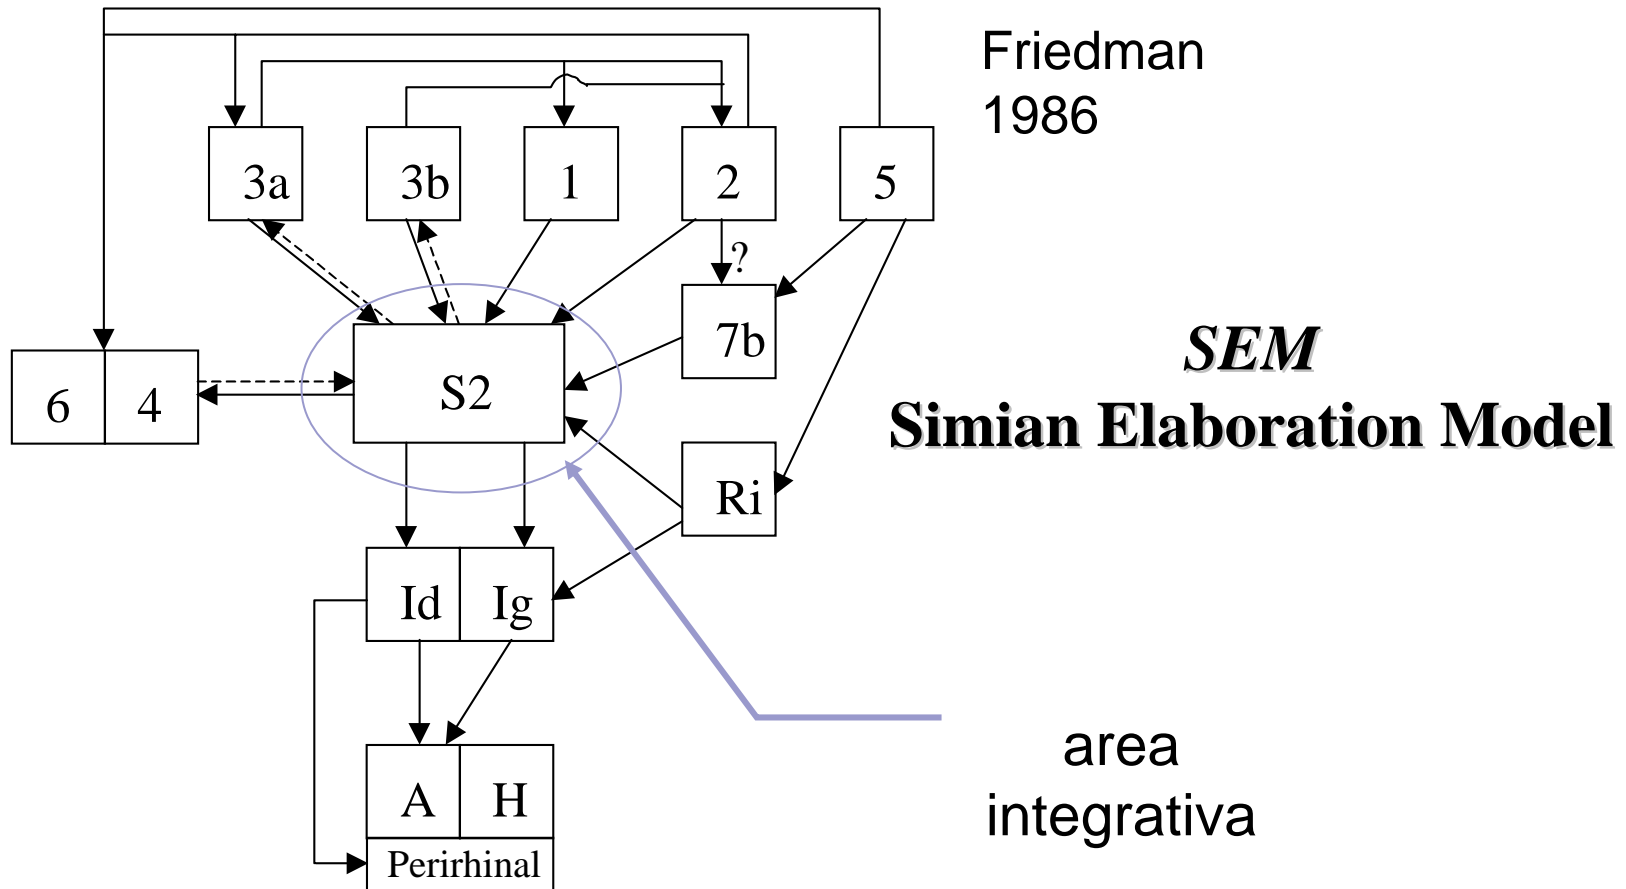 Friedman
1986
3a 3b 1 2 5
?
7b
SEM
Simian Elaboration Model
6 4 S2
Ri
Id Ig
area
integrativa
A H
Perirhinal